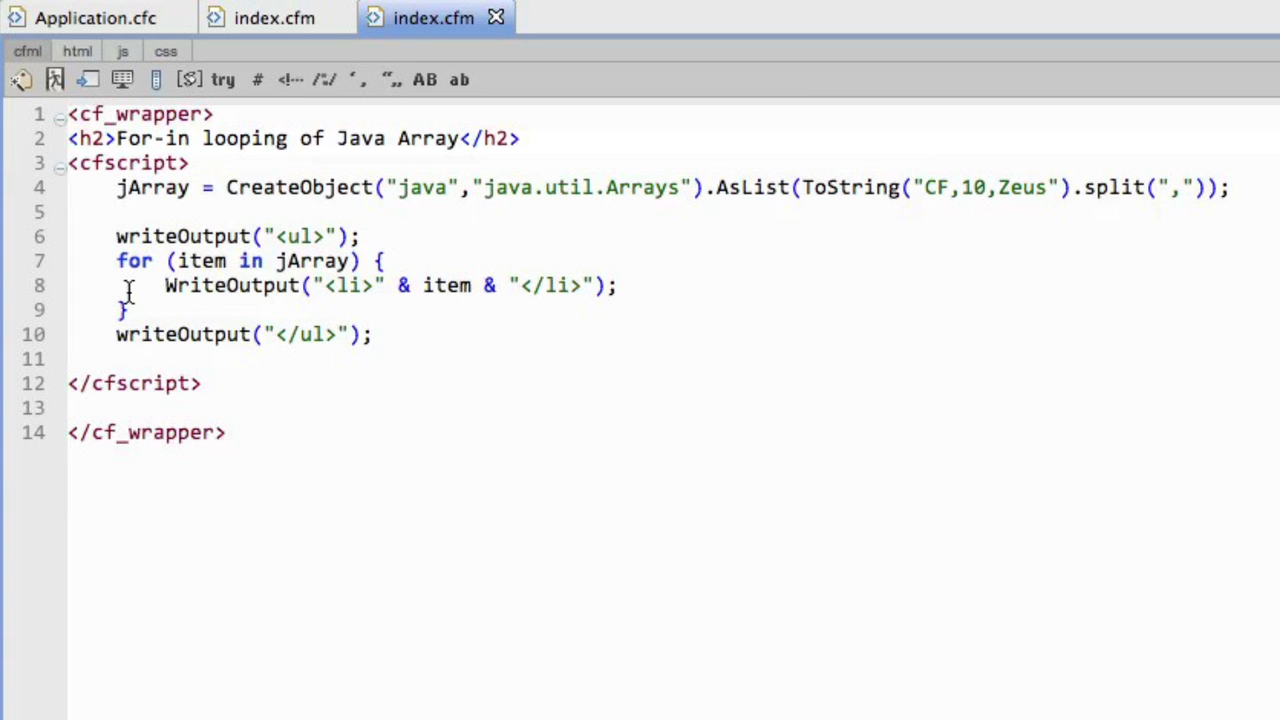 Application.cfc index.cfm index.cfm
cfml html js css
[$] try # <!-- /*/ ‘, “,, AB ab
1 <cf_wrapper>
2 <h2>For-in looping of Java Array</h2>
3 <cfscript>
4 jArray = CreateObject("java","java.util.Arrays").AsList(ToString("CF,10,Zeus").split(","));
5
6 writeOutput("<ul>");
7 for (item in jArray) {
8 WriteOutput("<li>" & item & "</li>");
9 }
10 writeOutput("</ul>");
11
12 </cfscript>
13
14 </cf_wrapper>